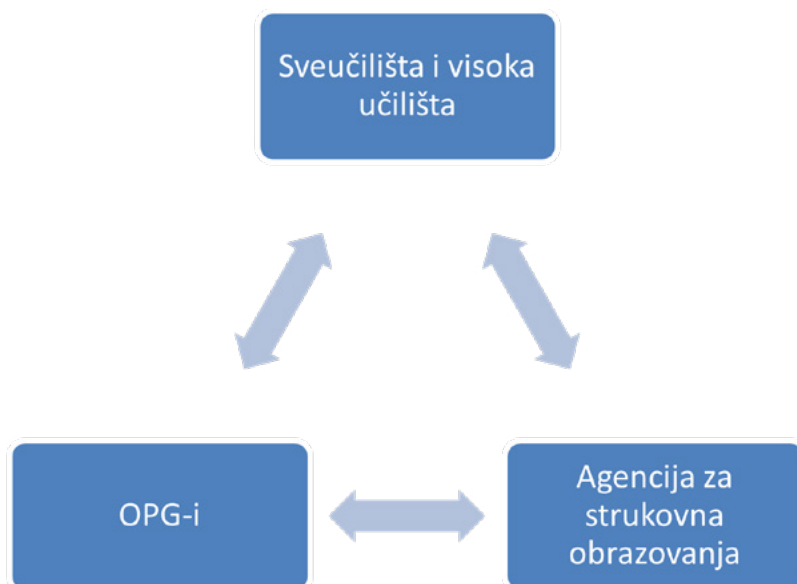 Sveučilišta i visoka
učilišta
OPG-i
Agencija za
strukovna
obrazovanja